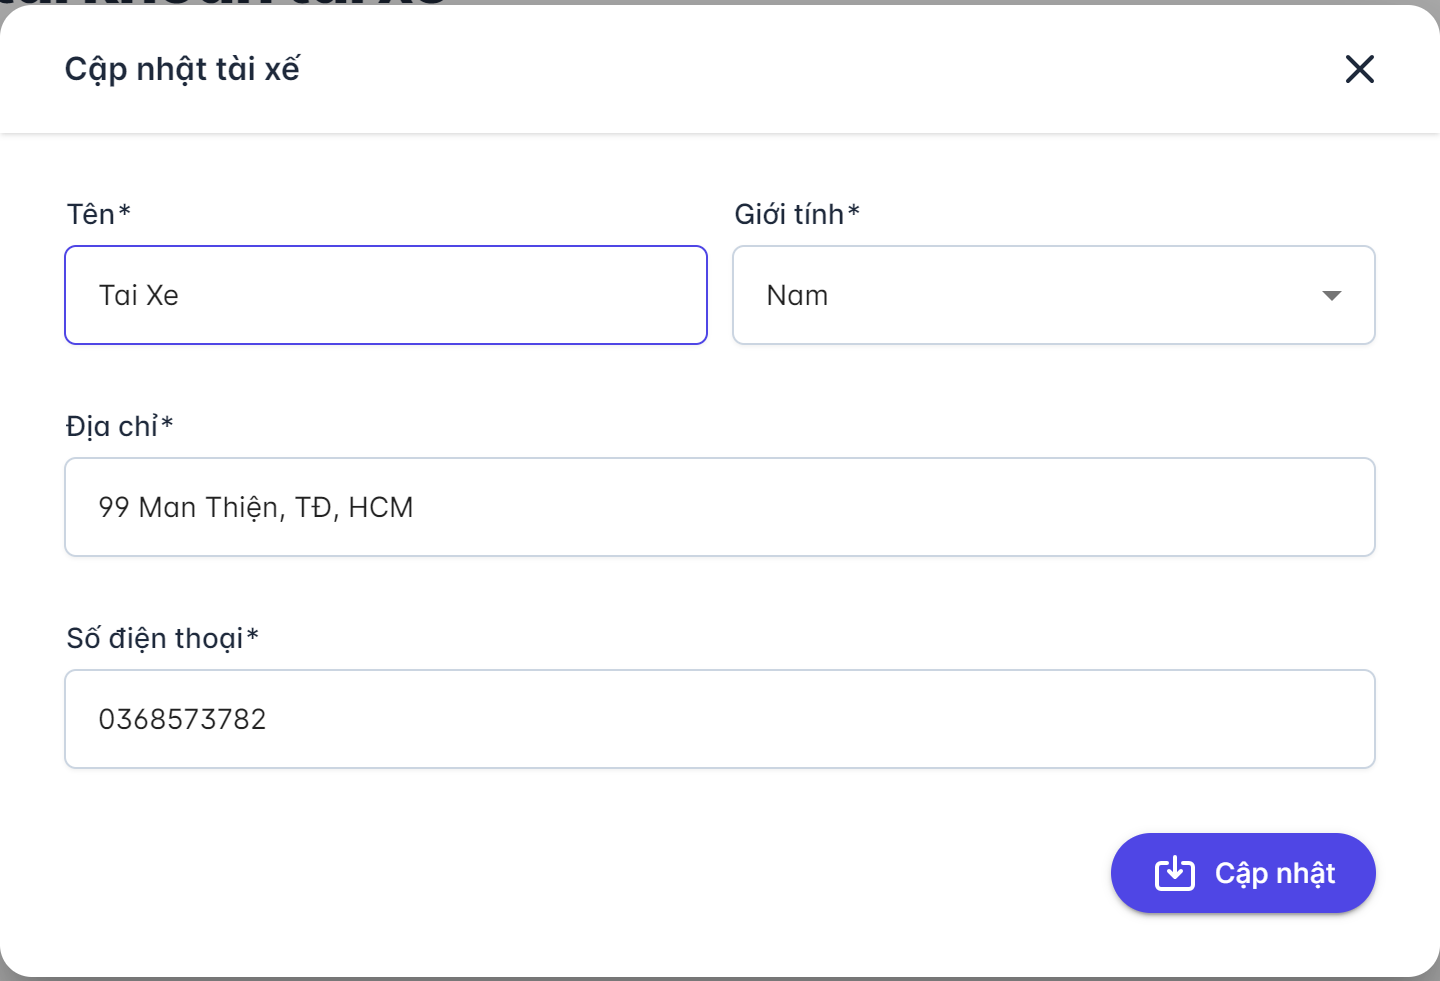 Cập nhật tài xế
Tên*
Giới tính*
Tai Xe
Nam
Địa chỉ*
99 Man Thiện, TĐ, HCM
Số điện thoại*
0368573782
Cập nhật